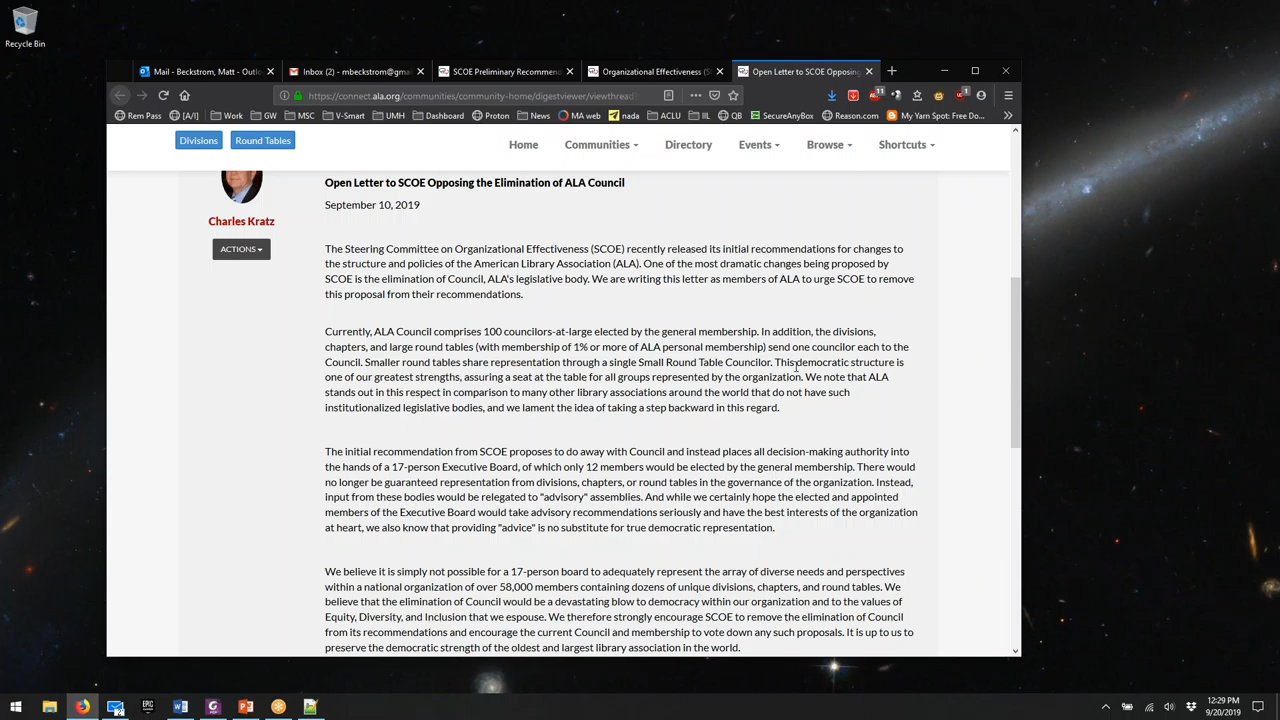 Recycle Bin
Mail - Beckstrom, Matt - Outlo
Inbox (2) - mbeckstrom@gma
SCOE Preliminary Recommend
Organizational Effectiveness (S
Open Letter to SCOE Opposing
https://connect.ala.org/communities/community-home/digestviewer/viewthread
11
1
Rem Pass
[A/I]
Work
GW
MSC
V-Smart
UMH
Dashboard
Proton
News
MA web
nada
ACLU
IIL
QB
SecureAnyBox
Reason.com
My Yarn Spot: Free Do...
Divisions
Round Tables
Home
Communities
Directory
Events
Browse
Shortcuts
Charles Kratz
ACTIONS
Open Letter to SCOE Opposing the Elimination of ALA Council
September 10, 2019
The Steering Committee on Organizational Effectiveness (SCOE) recently released its initial recommendations for changes to
the structure and policies of the American Library Association (ALA). One of the most dramatic changes being proposed by
SCOE is the elimination of Council, ALA's legislative body. We are writing this letter as members of ALA to urge SCOE to remove
this proposal from their recommendations.
Currently, ALA Council comprises 100 councilors-at-large elected by the general membership. In addition, the divisions,
chapters, and large round tables (with membership of 1% or more of ALA personal membership) send one councilor each to the
Council. Smaller round tables share representation through a single Small Round Table Councilor. This democratic structure is
one of our greatest strengths, assuring a seat at the table for all groups represented by the organization. We note that ALA
stands out in this respect in comparison to many other library associations around the world that do not have such
institutionalized legislative bodies, and we lament the idea of taking a step backward in this regard.
The initial recommendation from SCOE proposes to do away with Council and instead places all decision-making authority into
the hands of a 17-person Executive Board, of which only 12 members would be elected by the general membership. There would
no longer be guaranteed representation from divisions, chapters, or round tables in the governance of the organization. Instead,
input from these bodies would be relegated to "advisory" assemblies. And while we certainly hope the elected and appointed
members of the Executive Board would take advisory recommendations seriously and have the best interests of the organization
at heart, we also know that providing "advice" is no substitute for true democratic representation.
We believe it is simply not possible for a 17-person board to adequately represent the array of diverse needs and perspectives
within a national organization of over 58,000 members containing dozens of unique divisions, chapters, and round tables. We
believe that the elimination of Council would be a devastating blow to democracy within our organization and to the values of
Equity, Diversity, and Inclusion that we espouse. We therefore strongly encourage SCOE to remove the elimination of Council
from its recommendations and encourage the current Council and membership to vote down any such proposals. It is up to us to
preserve the democratic strength of the oldest and largest library association in the world.
EPIC
12:29 PM
9/20/2019